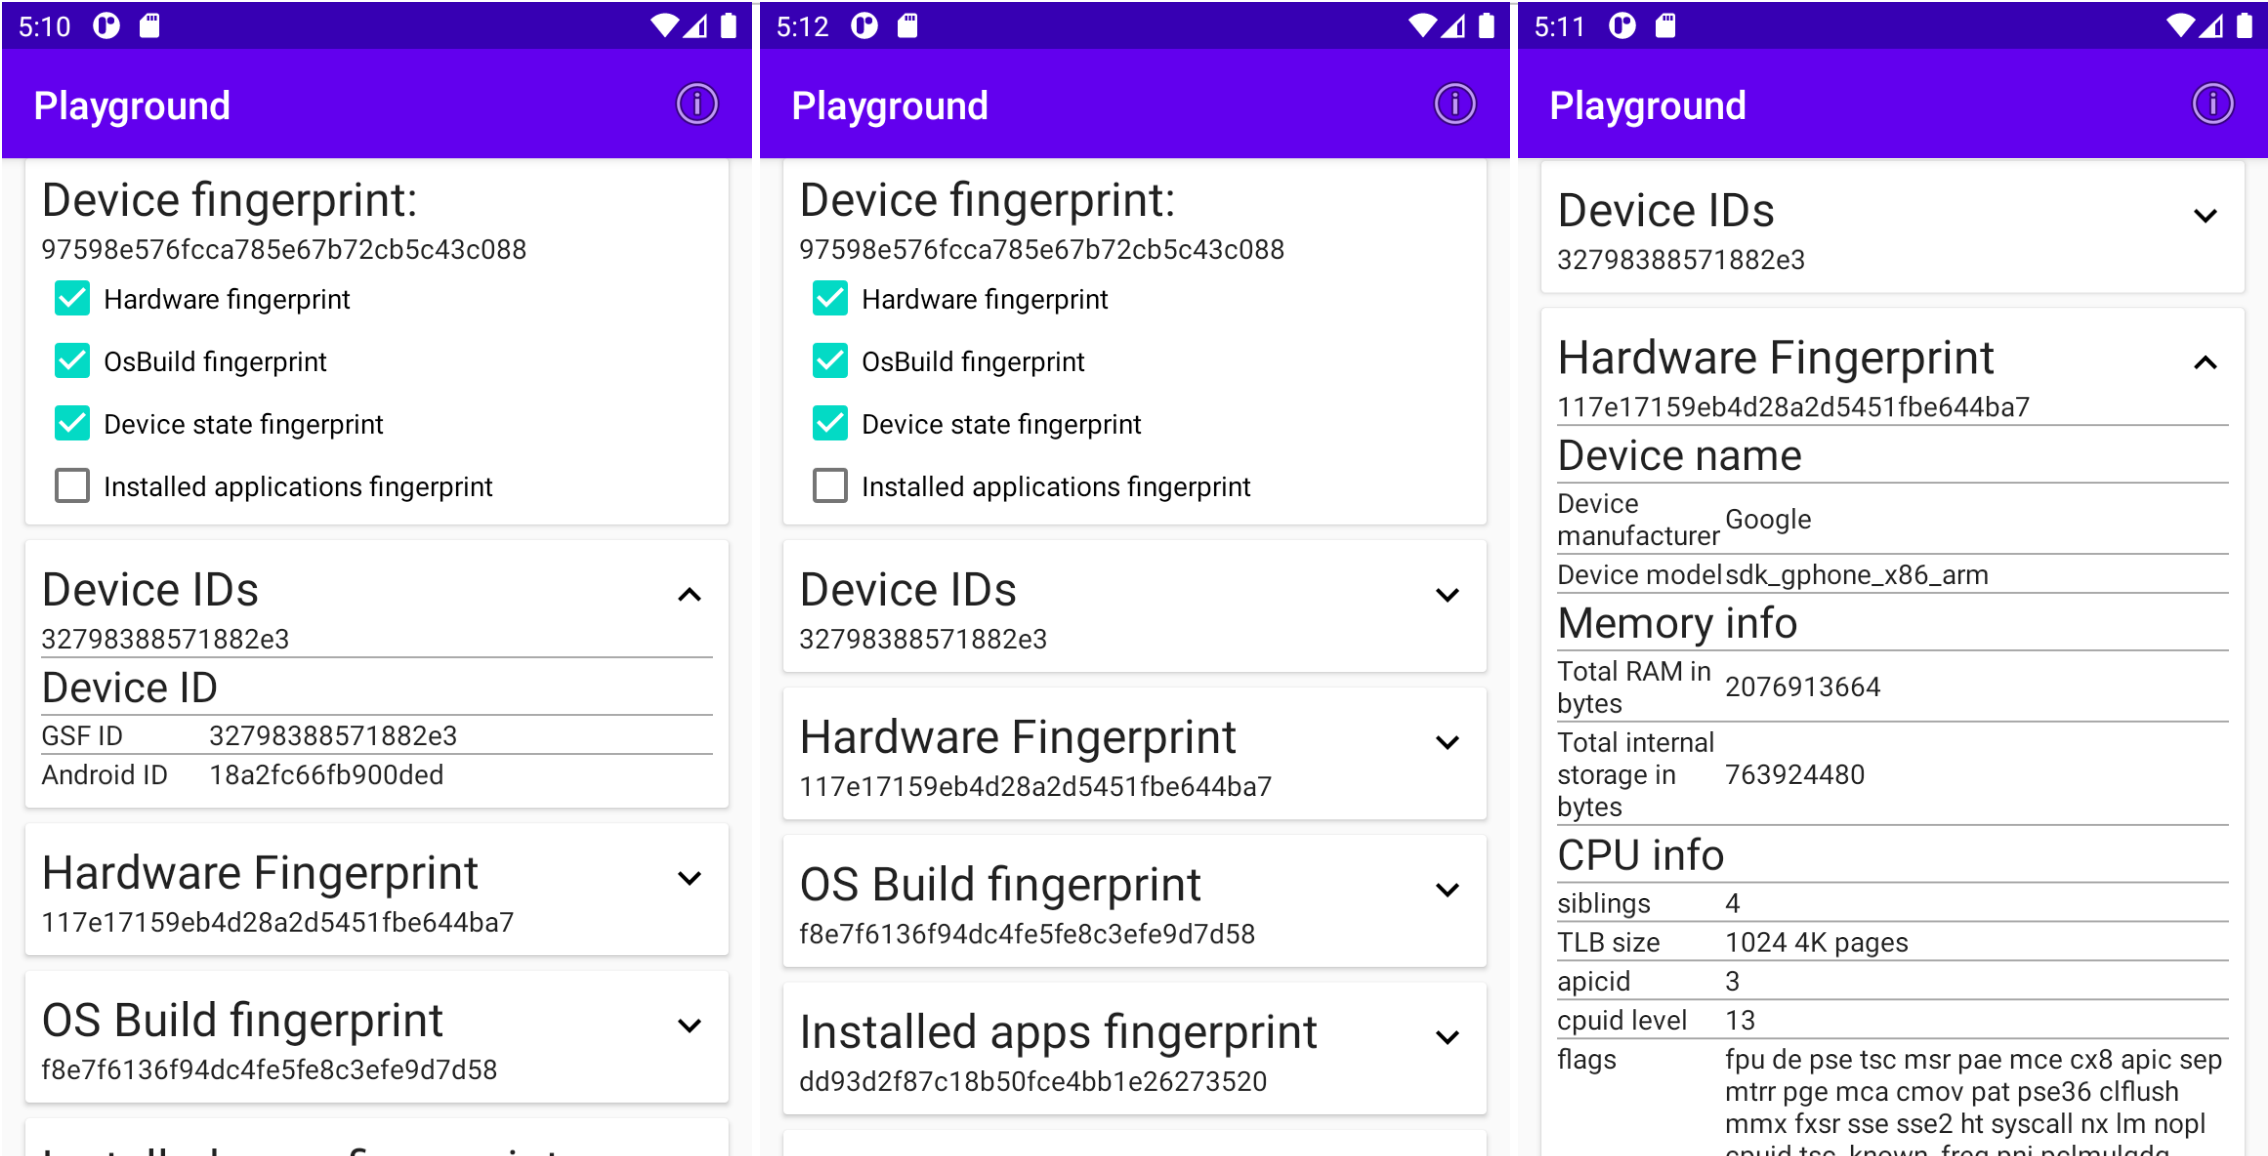 5:10
Playground
Device fingerprint:
97598e576fcca785e67b72cb5c43c088
Hardware fingerprint
OsBuild fingerprint
Device state fingerprint
Installed applications fingerprint
Device IDs
32798388571882e3
Device ID
GSF ID 32798388571882e3
Android ID 18a2fc66fb900ded
Hardware Fingerprint
117e17159eb4d28a2d5451fbe644ba7
OS Build fingerprint
f8e7f6136f94dc4fe5fe8c3efe9d7d58
5:12
Playground
Device fingerprint:
97598e576fcca785e67b72cb5c43c088
Hardware fingerprint
OsBuild fingerprint
Device state fingerprint
Installed applications fingerprint
Device IDs
32798388571882e3
Hardware Fingerprint
117e17159eb4d28a2d5451fbe644ba7
OS Build fingerprint
f8e7f6136f94dc4fe5fe8c3efe9d7d58
Installed apps fingerprint
dd93d2f87c18b50fce4bb1e26273520
5:11
Playground
Device IDs
32798388571882e3
Hardware Fingerprint
117e17159eb4d28a2d5451fbe644ba7
Device name
Device
manufacturer Google
Device model sdk_gphone_x86_arm
Memory info
Total RAM in
bytes 2076913664
Total internal
storage in
bytes 763924480
CPU info
siblings 4
TLB size 1024 4K pages
apicid 3
cpuid level 13
flags fpu de pse tsc msr pae mce cx8 apic sep
mtrr pge mca cmov pat pse36 clflush
mmx fxsr sse sse2 ht syscall nx lm nopl